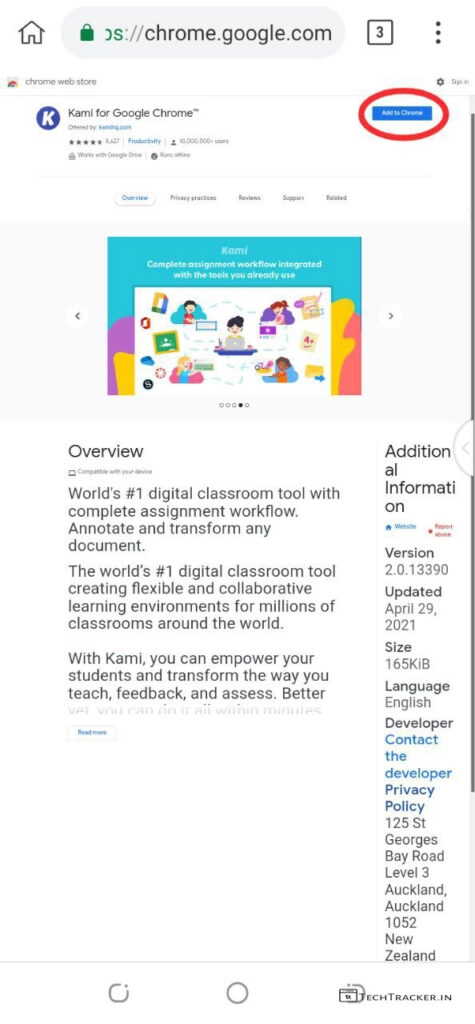 ps://chrome.google.com
3
chrome web store
Sign in
K
Kami for Google Chrome™
Add to Chrome
Offered by: kamihq.com
8,627
Productivity
10,000,000+ users
Works with Google Drive
Runs offline
Overview
Privacy practices
Reviews
Support
Related
Kami
Complete assignment workflow integrated
with the tools you already use
A+
Overview
Compatible with your device
World's #1 digital classroom tool with
complete assignment workflow.
Annotate and transform any
document.
The world's #1 digital classroom tool
creating flexible and collaborative
learning environments for millions of
classrooms around the world.
With Kami, you can empower your
students and transform the way you
teach, feedback, and assess. Better
yet, you can do it all within minutes
Read more
Addition
al
Informati
on
Website
Report
abuse
Version
2.0.13390
Updated
April 29,
2021
Size
165KiB
Language
English
Developer
Contact
the
developer
Privacy
Policy
125 St
Georges
Bay Road
Level 3
Auckland,
Auckland
1052
New
Zealand
TECHTRACKER.IN